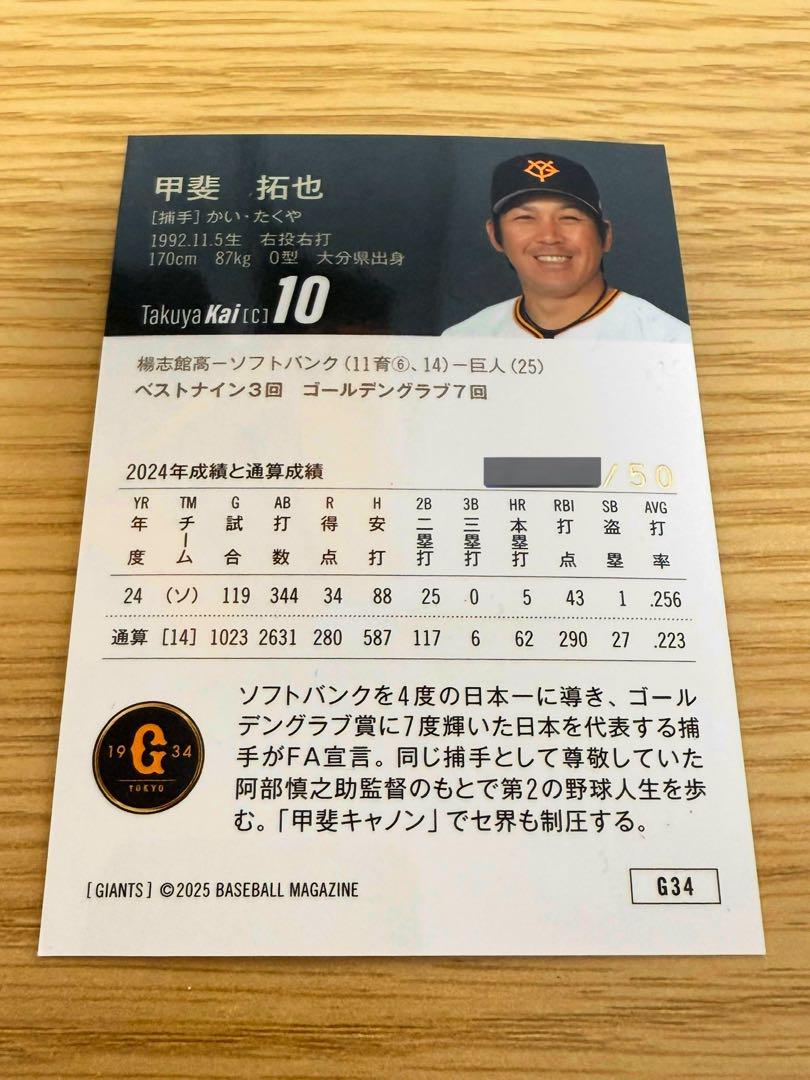 甲斐 拓也
[捕手] かい・たくや
1992.11.5生 右投右打
170cm 87kg O型 大分県出身
Takuya Kai [C] 10
YG
楊志館高－ソフトバンク（11育⑥、14）－巨人（25）
ベストナイン3回 ゴールデングラブ7回
2024年成績と通算成績
/50
YR TM G AB R H 2B 3B HR RBI SB AVG
年度 チーム 試合 打数 得点 安打 二塁打 三塁打 本塁打 打点 盗塁 打率
24 （ソ） 119 344 34 88 25 0 5 43 1 .256
通算 [14] 1023 2631 280 587 117 6 62 290 27 .223
ソフトバンクを4度の日本一に導き、ゴール
デングラブ賞に7度輝いた日本を代表する捕
手がFA宣言。同じ捕手として尊敬していた
阿部慎之助監督のもとで第2の野球人生を歩
む。「甲斐キャノン」でセ界も制圧する。
19 G 34
TOKYO
[GIANTS] ©2025 BASEBALL MAGAZINE
G34